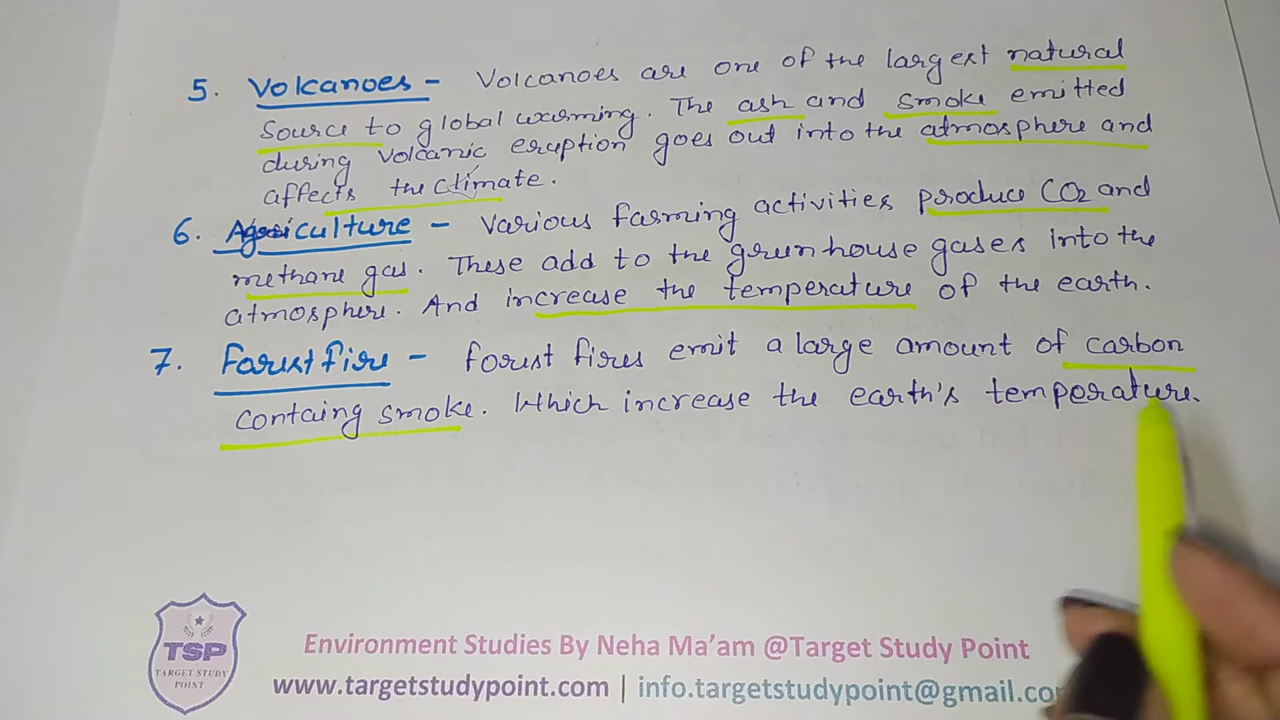 5. Volcanoes - Volcanoes are one of the largest natural
source to global warming. The ash and smoke emitted
during volcanic eruption goes out into the atmosphere and
affects the climate.
6. Agriculture - Various farming activities produce CO2 and
methane gas. These add to the greenhouse gases into the
atmosphere. And increase the temperature of the earth.
7. Forest fire - forest fires emit a large amount of carbon
containg smoke. Which increase the earth's temperature.
TSP
TARGET STUDY
POINT
Environment Studies By Neha Ma'am @Target Study Point
www.targetstudypoint.com | info.targetstudypoint@gmail.co